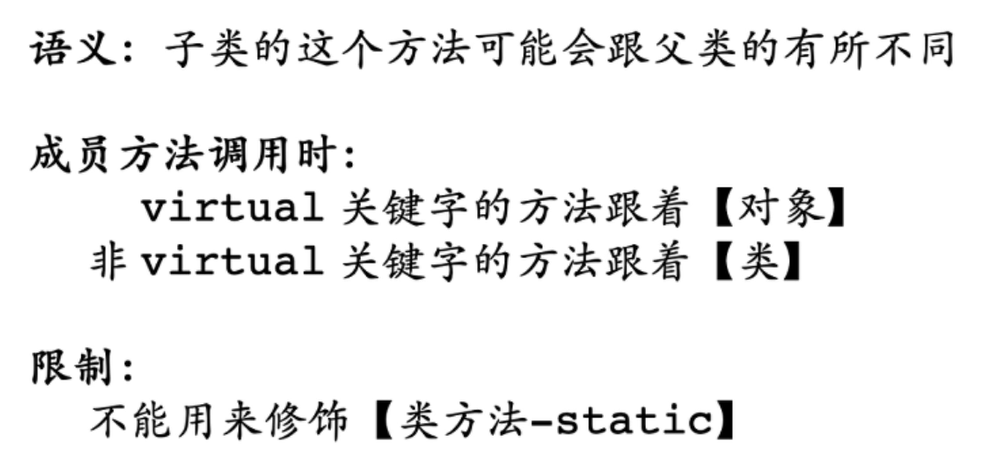 语义：子类的这个方法可能会跟父类的有所不同
成员方法调用时：
virtual 关键字的方法跟着【对象】
非 virtual 关键字的方法跟着【类】
限制：
不能用来修饰【类方法-static】